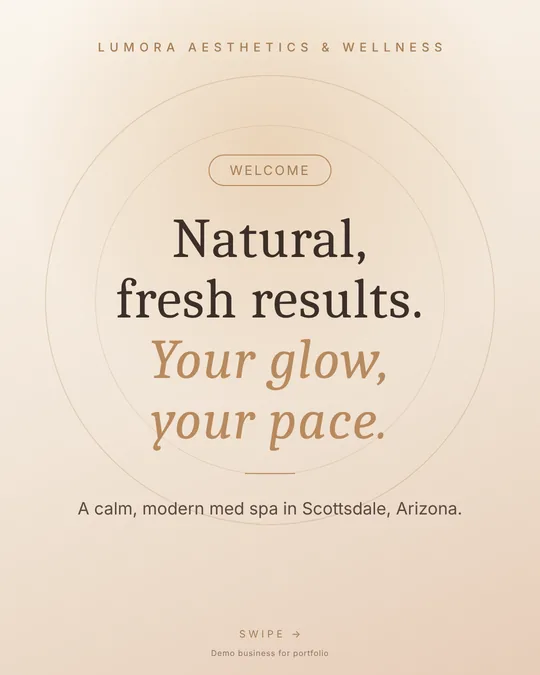 LUMORA AESTHETICS & WELLNESS
WELCOME
Natural,
fresh results.
Your glow,
your pace.
A calm, modern med spa in Scottsdale, Arizona.
SWIPE →
Demo business for portfolio